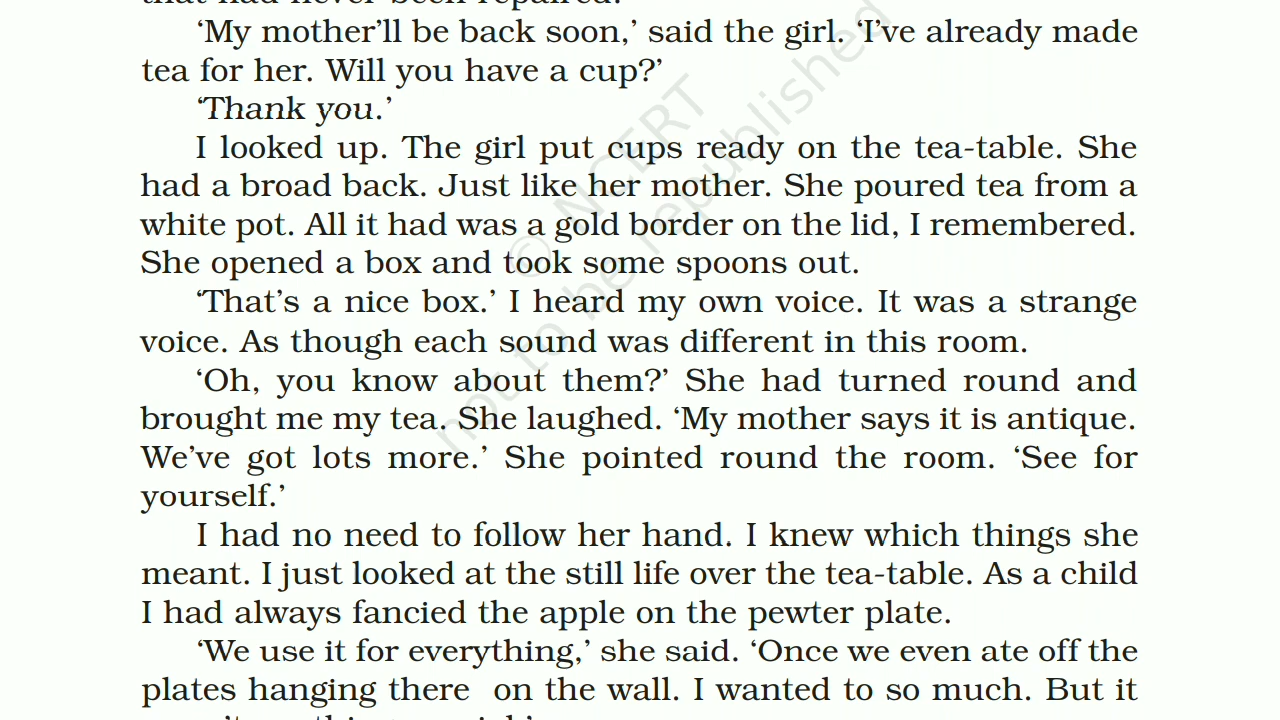 that had never been repaired.
‘My mother’ll be back soon,’ said the girl. ‘I’ve already made
tea for her. Will you have a cup?’
‘Thank you.’
I looked up. The girl put cups ready on the tea-table. She
had a broad back. Just like her mother. She poured tea from a
white pot. All it had was a gold border on the lid, I remembered.
She opened a box and took some spoons out.
‘That’s a nice box.’ I heard my own voice. It was a strange
voice. As though each sound was different in this room.
‘Oh, you know about them?’ She had turned round and
brought me my tea. She laughed. ‘My mother says it is antique.
We’ve got lots more.’ She pointed round the room. ‘See for
yourself.’
I had no need to follow her hand. I knew which things she
meant. I just looked at the still life over the tea-table. As a child
I had always fancied the apple on the pewter plate.
‘We use it for everything,’ she said. ‘Once we even ate off the
plates hanging there on the wall. I wanted to so much. But it
© NCERT
not to be republished